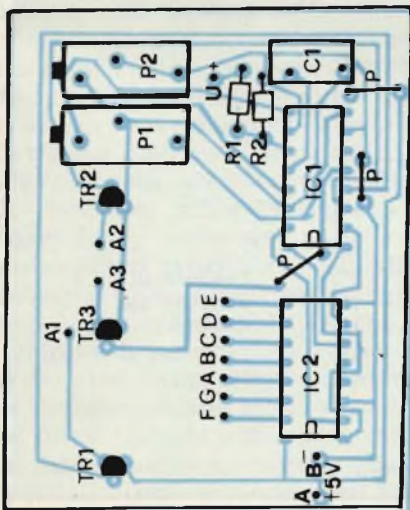 P2
P1
C1
P
U+
R1
R2
IC1
P
TR2
A2
A3
P
A1
TR3
FGABCDE
IC2
TR1
A
B-
+5V